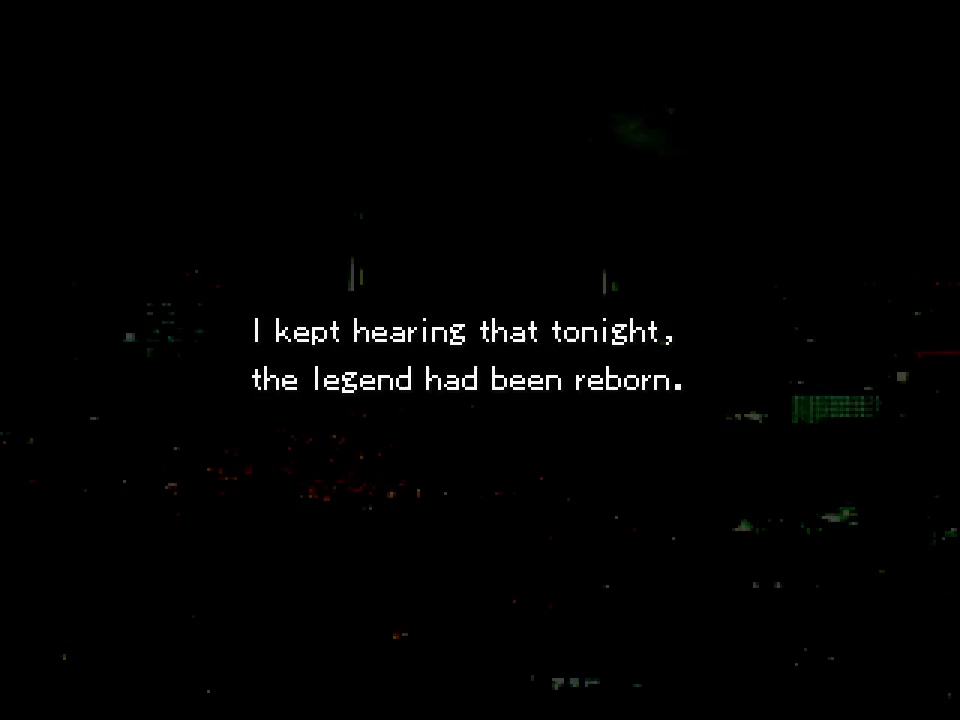 I kept hearing that tonight,
the legend had been reborn.